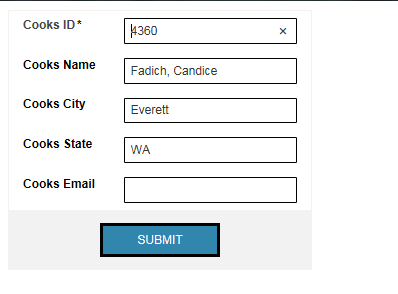 Cooks ID* 4360 ×
Cooks Name Fadich, Candice
Cooks City Everett
Cooks State WA
Cooks Email
SUBMIT